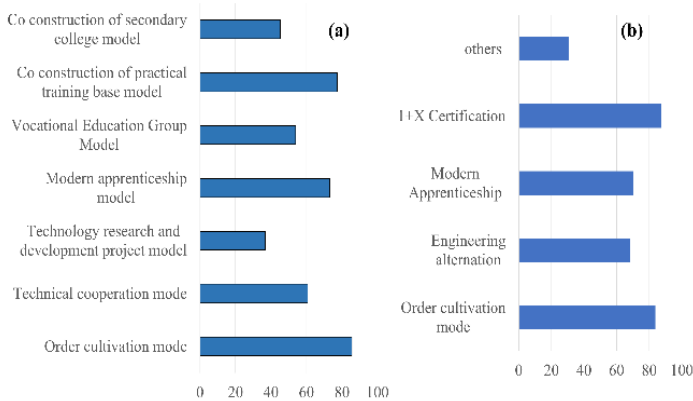 Co construction of secondary
college model
(a)
Co construction of practical
training base model
Vocational Education Group
Model
Modern apprenticeship
model
Technology research and
development project model
Technical cooperation mode
Order cultivation mode
0 20 40 60 80 100
(b)
others
1+X Certification
Modern
Apprenticeship
Engineering
alternation
Order cultivation
mode
0 20 40 60 80 100